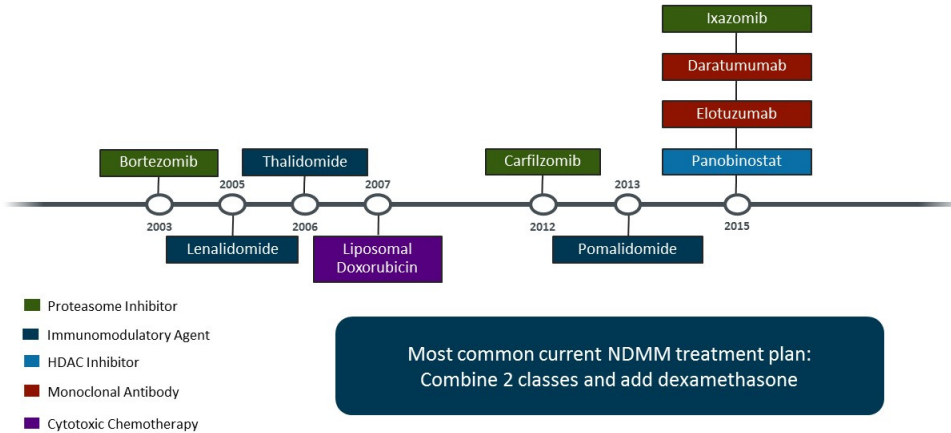 Ixazomib
Daratumumab
Elotuzumab
Bortezomib
Thalidomide
Carfilzomib
Panobinostat
2005
2007
2013
2003
2006
2012
2015
Lenalidomide
Liposomal
Doxorubicin
Pomalidomide
Proteasome Inhibitor
Immunomodulatory Agent
HDAC Inhibitor
Monoclonal Antibody
Cytotoxic Chemotherapy
Most common current NDMM treatment plan:
Combine 2 classes and add dexamethasone